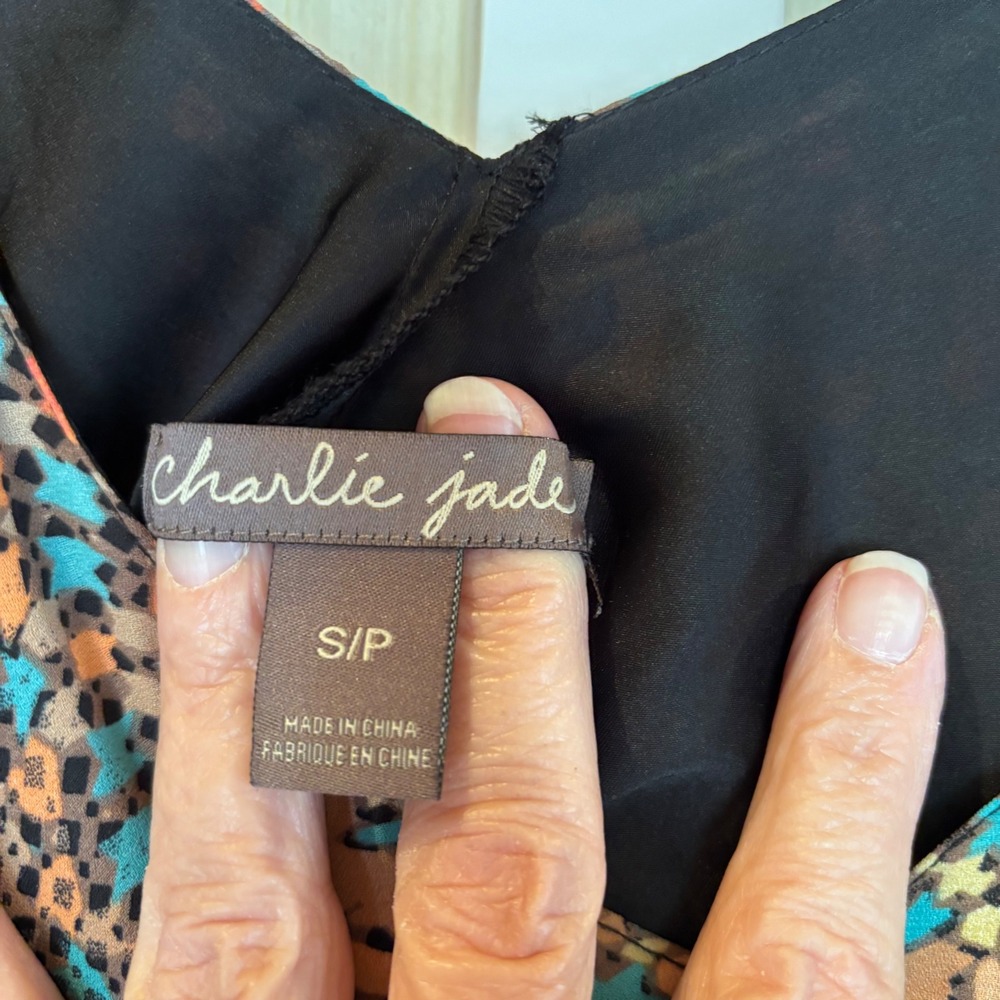 charlie jade
S/P
MADE IN CHINA
FABRIQUE EN CHINE